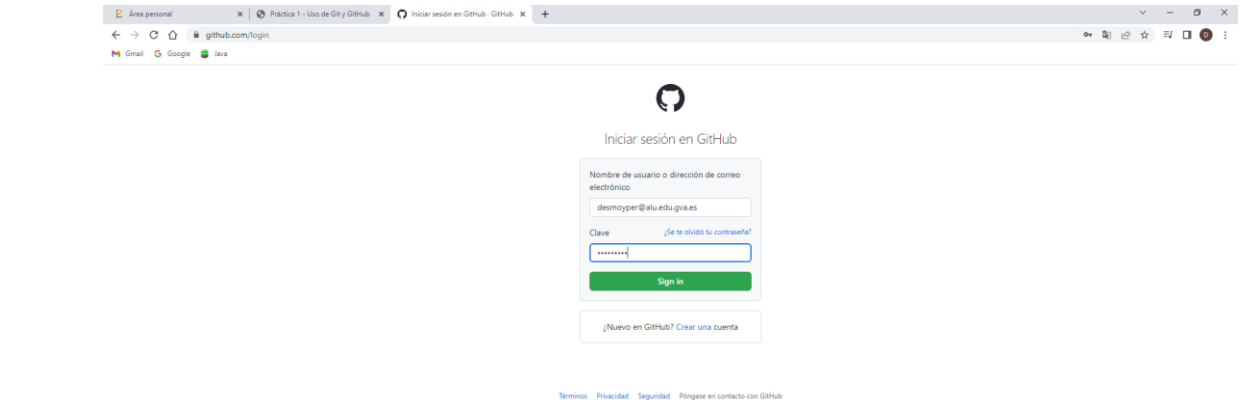 Área personal
Práctica 1 - Uso de Git y GitHub
Iniciar sesión en GitHub · GitHub
github.com/login
Gmail
Google
Java
Iniciar sesión en GitHub
Nombre de usuario o dirección de correo
electrónico
desmoyper@alu.edu.gva.es
Clave ¿Se te olvidó tu contraseña?
Sign in
¿Nuevo en GitHub? Crear una cuenta
Términos Privacidad Seguridad Póngase en contacto con GitHub